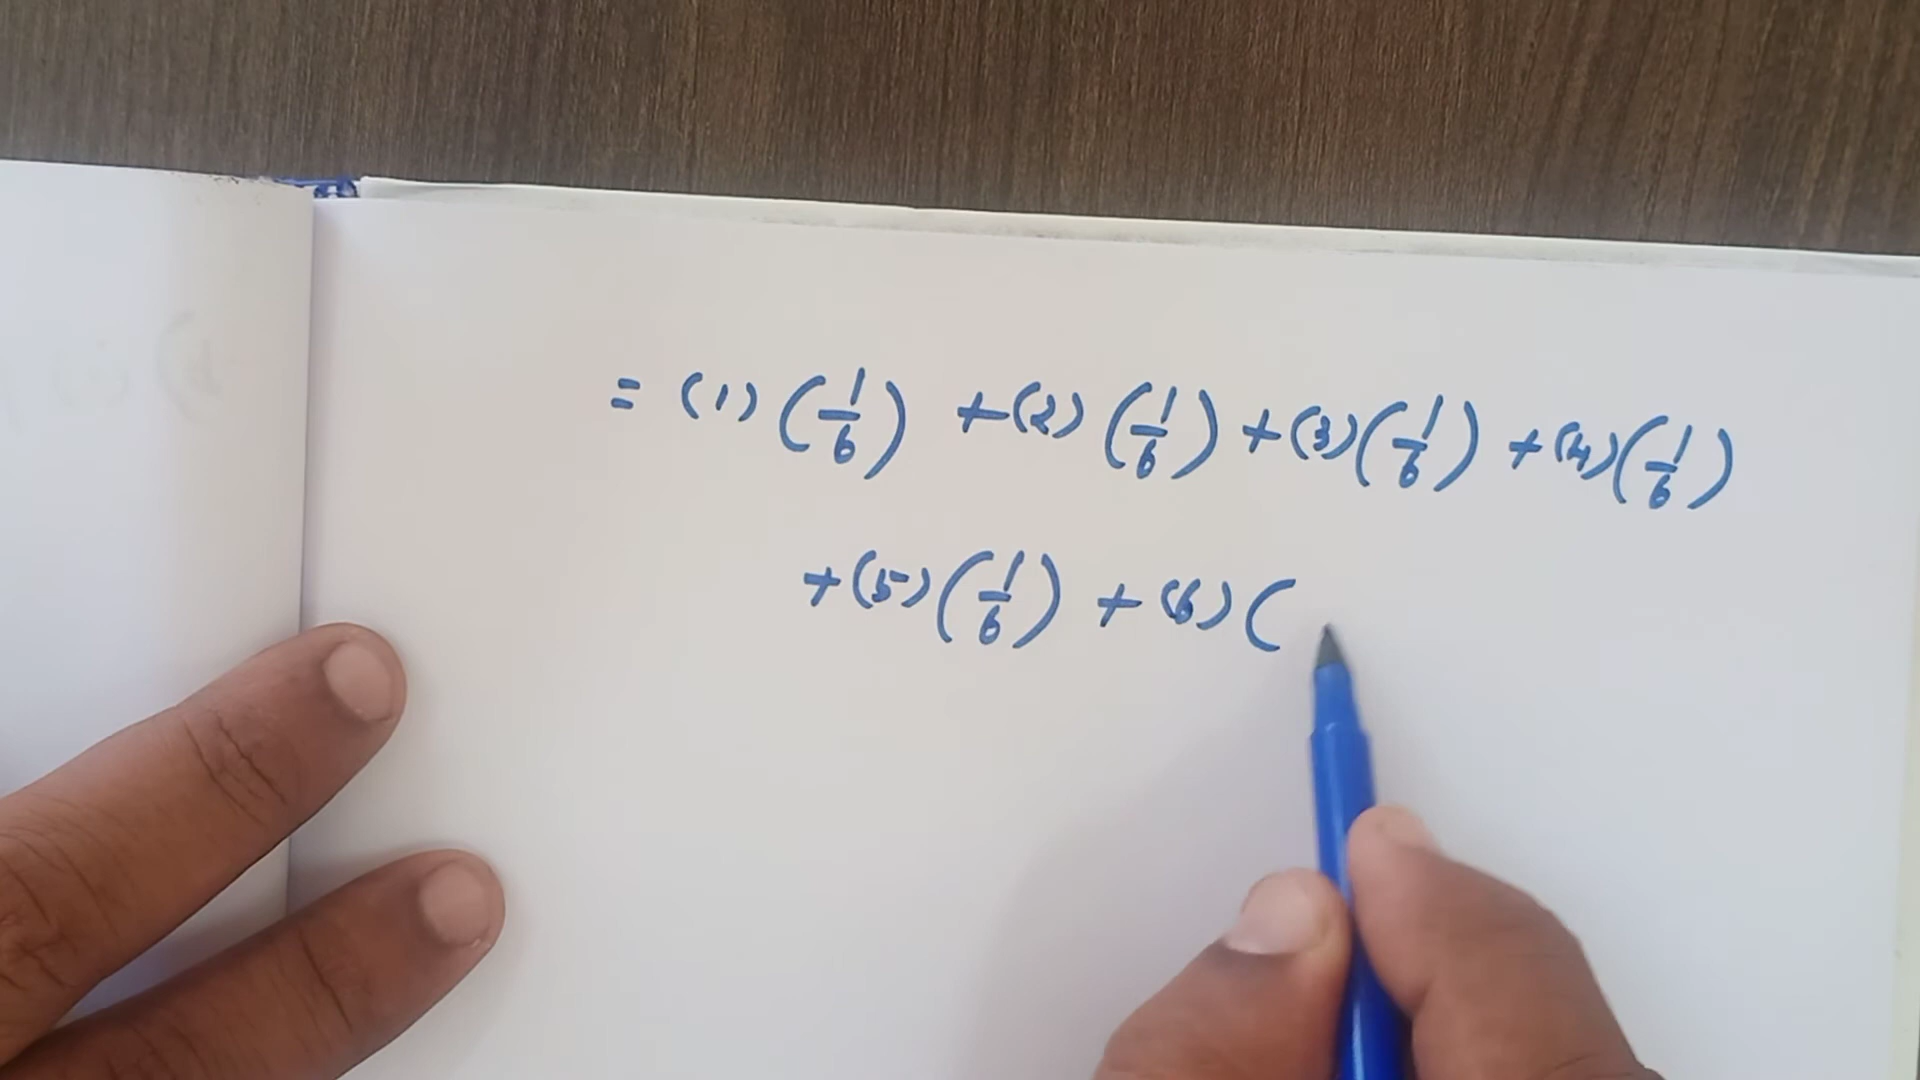 = (1) (1/6) + (2) (1/6) + (3) (1/6) + (4) (1/6)
+ (5) (1/6) + (6) (